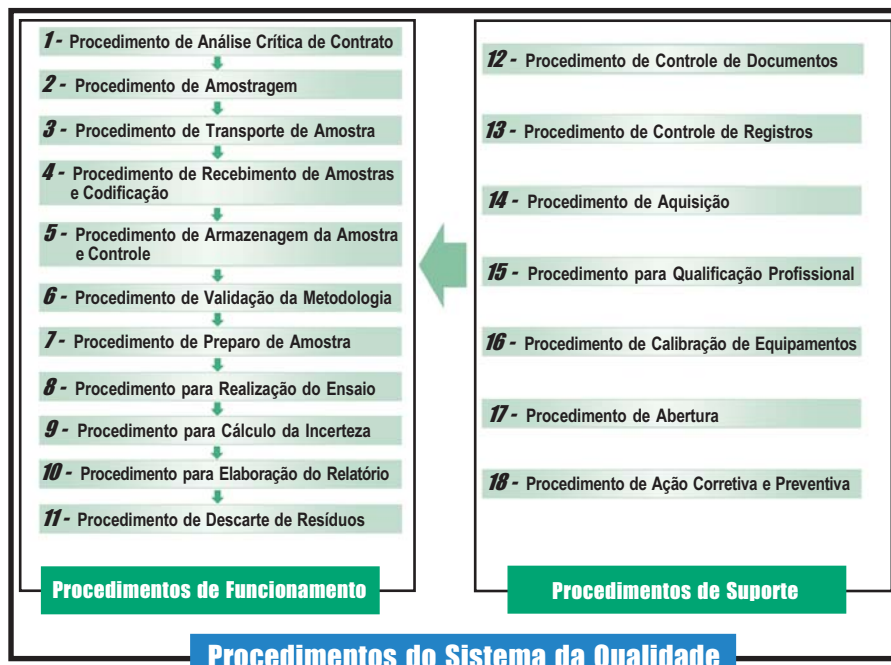 1- Procedimento de Análise Crítica de Contrato
2 - Procedimento de Amostragem
3 - Procedimento de Transporte de Amostra
4 - Procedimento de Recebimento de Amostras
e Codificação
5 - Procedimento de Armazenagem da Amostra
e Controle
6 - Procedimento de Validação da Metodologia
7 - Procedimento de Preparo de Amostra
8 - Procedimento para Realização do Ensaio
9 - Procedimento para Cálculo da Incerteza
10 - Procedimento para Elaboração do Relatório
11 - Procedimento de Descarte de Resíduos
Procedimentos de Funcionamento
12 - Procedimento de Controle de Documentos
13 - Procedimento de Controle de Registros
14 - Procedimento de Aquisição
15 - Procedimento para Qualificação Profissional
16 - Procedimento de Calibração de Equipamentos
17 - Procedimento de Abertura
18 - Procedimento de Ação Corretiva e Preventiva
Procedimentos de Suporte
Procedimentos do Sistema da Qualidade